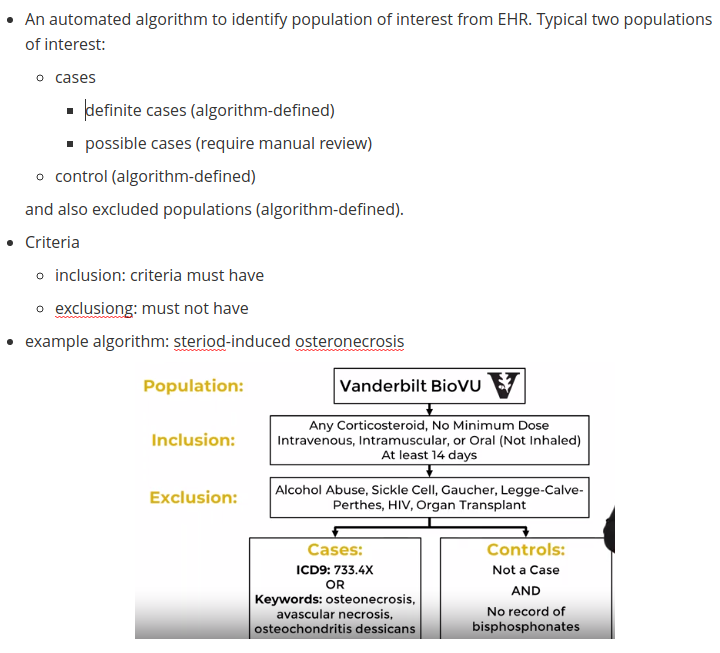 An automated algorithm to identify population of interest from EHR. Typical two populations
of interest:
cases
definite cases (algorithm-defined)
possible cases (require manual review)
control (algorithm-defined)
and also excluded populations (algorithm-defined).
Criteria
inclusion: criteria must have
exclusiong: must not have
example algorithm: steriod-induced osteronecrosis
Population:
Vanderbilt BioVU
Inclusion:
Any Corticosteroid, No Minimum Dose
Intravenous, Intramuscular, or Oral (Not Inhaled)
At least 14 days
Exclusion:
Alcohol Abuse, Sickle Cell, Gaucher, Legge-Calve-
Perthes, HIV, Organ Transplant
Cases:
ICD9: 733.4X
OR
Keywords: osteonecrosis,
avascular necrosis,
osteochondritis dessicans
Controls:
Not a Case
AND
No record of
bisphosphonates